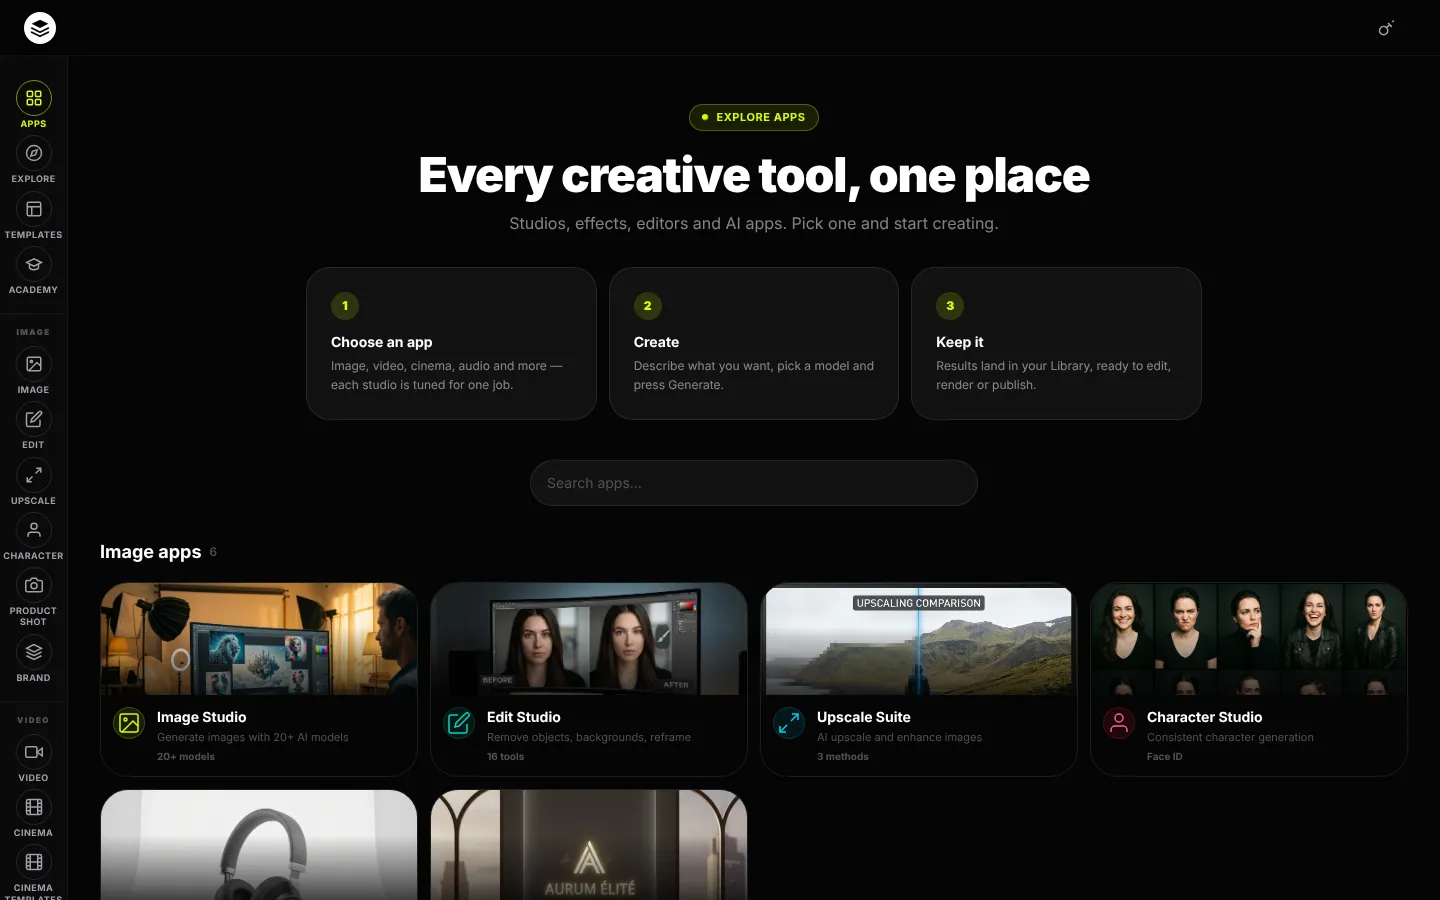 APPS
EXPLORE
TEMPLATES
ACADEMY
IMAGE
IMAGE
EDIT
UPSCALE
CHARACTER
PRODUCT
SHOT
BRAND
VIDEO
VIDEO
CINEMA
CINEMA
TEMPLATES
EXPLORE APPS
Every creative tool, one place
Studios, effects, editors and AI apps. Pick one and start creating.
1
Choose an app
Image, video, cinema, audio and more —
each studio is tuned for one job.
2
Create
Describe what you want, pick a model and
press Generate.
3
Keep it
Results land in your Library, ready to edit,
render or publish.
Search apps...
Image apps 6
Image Studio
Generate images with 20+ AI models
20+ models
BEFORE
AFTER
Edit Studio
Remove objects, backgrounds, reframe
16 tools
UPSCALING COMPARISON
Upscale Suite
AI upscale and enhance images
3 methods
Character Studio
Consistent character generation
Face ID
AURUM ÉLITÉ